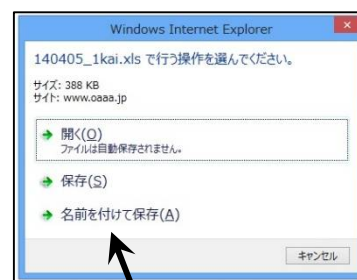 Windows Internet Explorer
140405_1kai.xls で行う操作を選んでください。
サイズ: 388 KB
サイト: www.oaaa.jp
開く(O)
ファイルは自動保存されません。
保存(S)
名前を付けて保存(A)
キャンセル